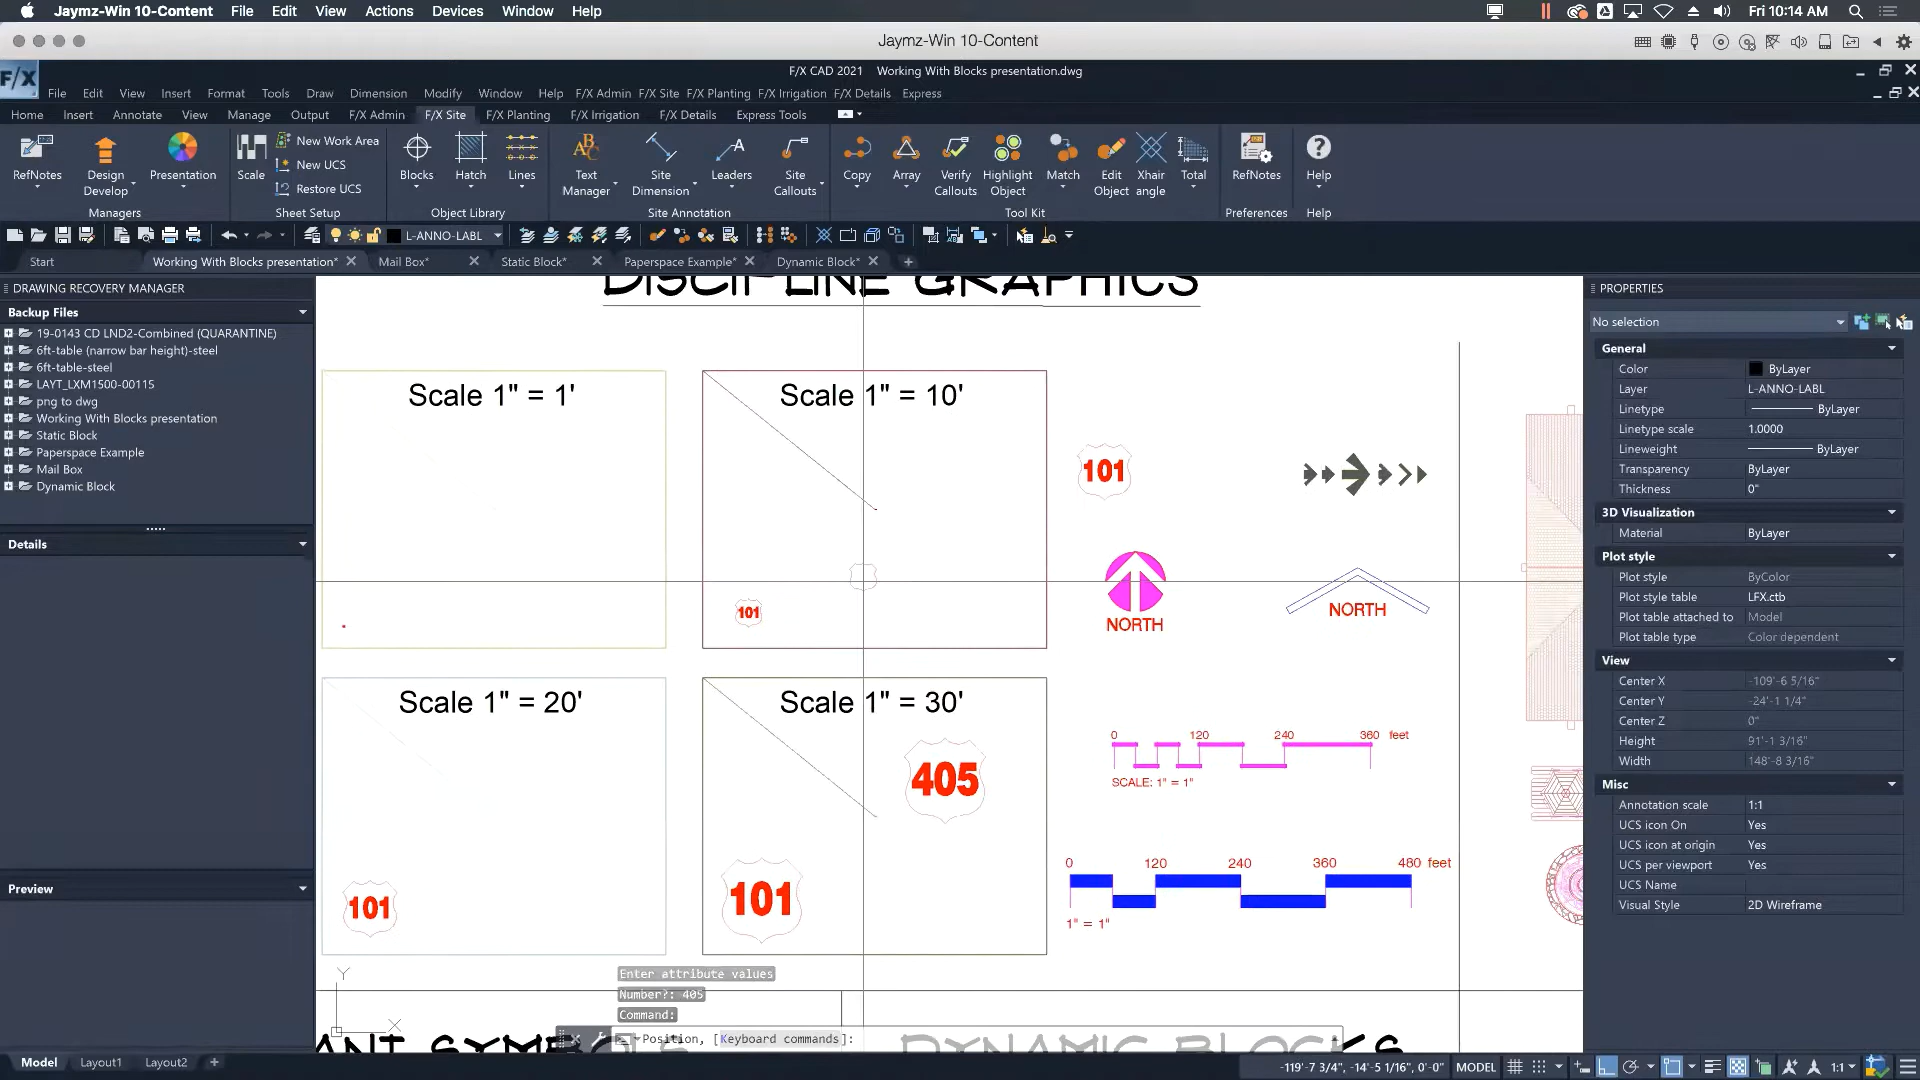 Jaymz-Win 10-Content File Edit View Actions Devices Window Help Fri 10:14 AM
Jaymz-Win 10-Content
F/X CAD 2021 Working With Blocks presentation.dwg
F/X
File Edit View Insert Format Tools Draw Dimension Modify Window Help F/X Admin F/X Site F/X Planting F/X Irrigation F/X Details Express
Home Insert Annotate View Manage Output F/X Admin F/X Site F/X Planting F/X Irrigation F/X Details Express Tools
RefNotes
Design Develop
Presentation
Managers
Scale
New Work Area
New UCS
Restore UCS
Sheet Setup
Blocks
Hatch
Lines
Object Library
Text Manager
Site Dimension
Leaders
Site Callouts
Site Annotation
Copy
Array
Verify Callouts
Highlight Object
Match
Edit Object
Xhair angle
Total
Tool Kit
RefNotes
Preferences
Help
Help
L-ANNO-LABL
Start Working With Blocks presentation* Mail Box* Static Block* Paperspace Example* Dynamic Block*
DRAWING RECOVERY MANAGER
Backup Files
19-0143 CD LND2-Combined (QUARANTINE)
6ft-table (narrow bar height)-steel
6ft-table-steel
LAYT_LXM1500-00115
png to dwg
Working With Blocks presentation
Static Block
Paperspace Example
Mail Box
Dynamic Block
Details
Preview
DISCIPLINE GRAPHICS
Scale 1" = 1'
Scale 1" = 10'
101
101
NORTH
NORTH
Scale 1" = 20'
101
Scale 1" = 30'
405
101
0 120 240 360 feet
SCALE: 1" = 1"
0 120 240 360 480 feet
1" = 1"
Y
X
Enter attribute values
Number?: 405
Command:
Position, [Keyboard commands]:
ANT SYMBOLS
DYNAMIC BLOCKS
PROPERTIES
No selection
General
Color ByLayer
Layer L-ANNO-LABL
Linetype ByLayer
Linetype scale 1.0000
Lineweight ByLayer
Transparency ByLayer
Thickness 0"
3D Visualization
Material ByLayer
Plot style
Plot style ByColor
Plot style table LFX.ctb
Plot table attached to Model
Plot table type Color dependent
View
Center X -109'-6 5/16"
Center Y -24'-1 1/4"
Center Z 0"
Height 91'-1 3/16"
Width 148'-8 3/16"
Misc
Annotation scale 1:1
UCS icon On Yes
UCS icon at origin Yes
UCS per viewport Yes
UCS Name
Visual Style 2D Wireframe
Model Layout1 Layout2
-119'-7 3/4", -14'-5 1/16", 0'-0" MODEL 1:1